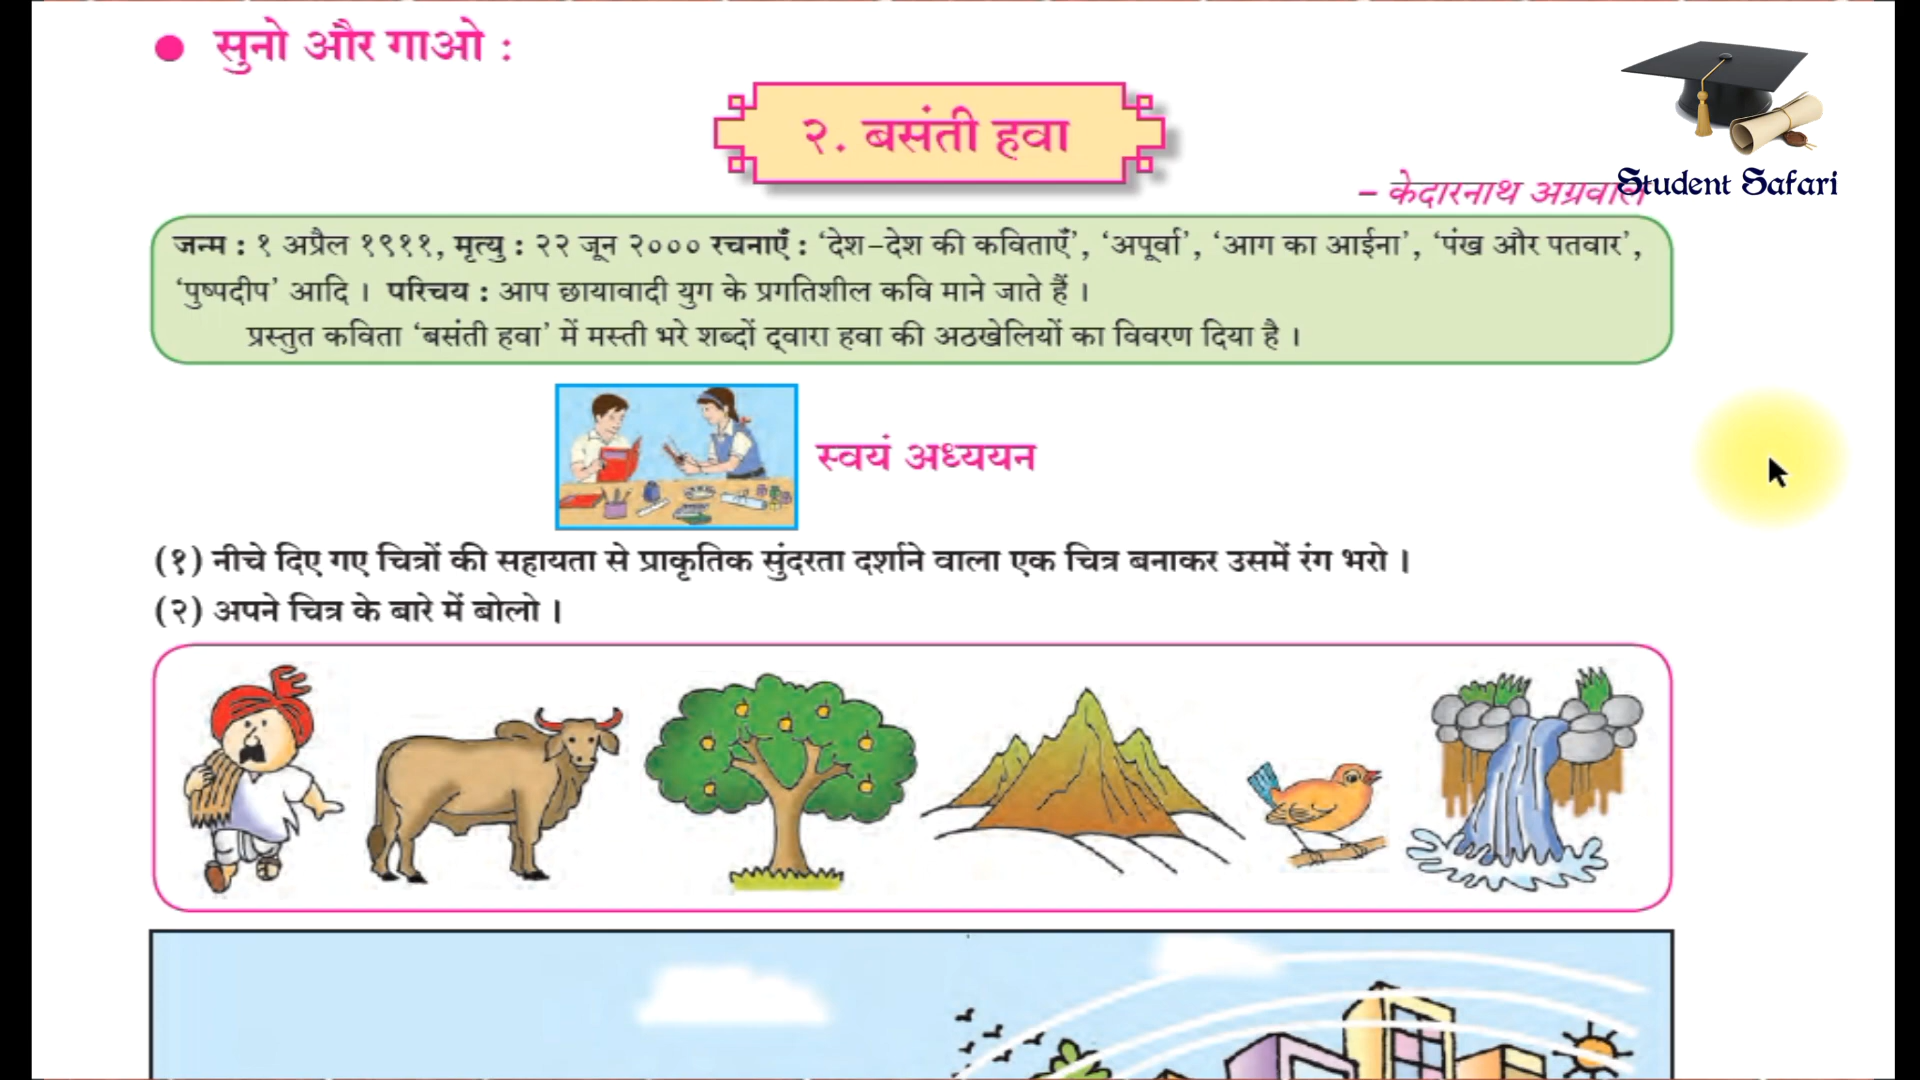 ● सुनो और गाओ :
२. बसंती हवा
– केदारनाथ अग्रवाल
Student Safari
जन्म : १ अप्रैल १९११, मृत्यु : २२ जून २००० रचनाएँ : ‘देश-देश की कविताएँ’, ‘अपूर्वा’, ‘आग का आईना’, ‘पंख और पतवार’,
‘पुष्पदीप’ आदि । परिचय : आप छायावादी युग के प्रगतिशील कवि माने जाते हैं ।
प्रस्तुत कविता ‘बसंती हवा’ में मस्ती भरे शब्दों द्वारा हवा की अठखेलियों का विवरण दिया है ।
स्वयं अध्ययन
(१) नीचे दिए गए चित्रों की सहायता से प्राकृतिक सुंदरता दर्शाने वाला एक चित्र बनाकर उसमें रंग भरो ।
(२) अपने चित्र के बारे में बोलो ।